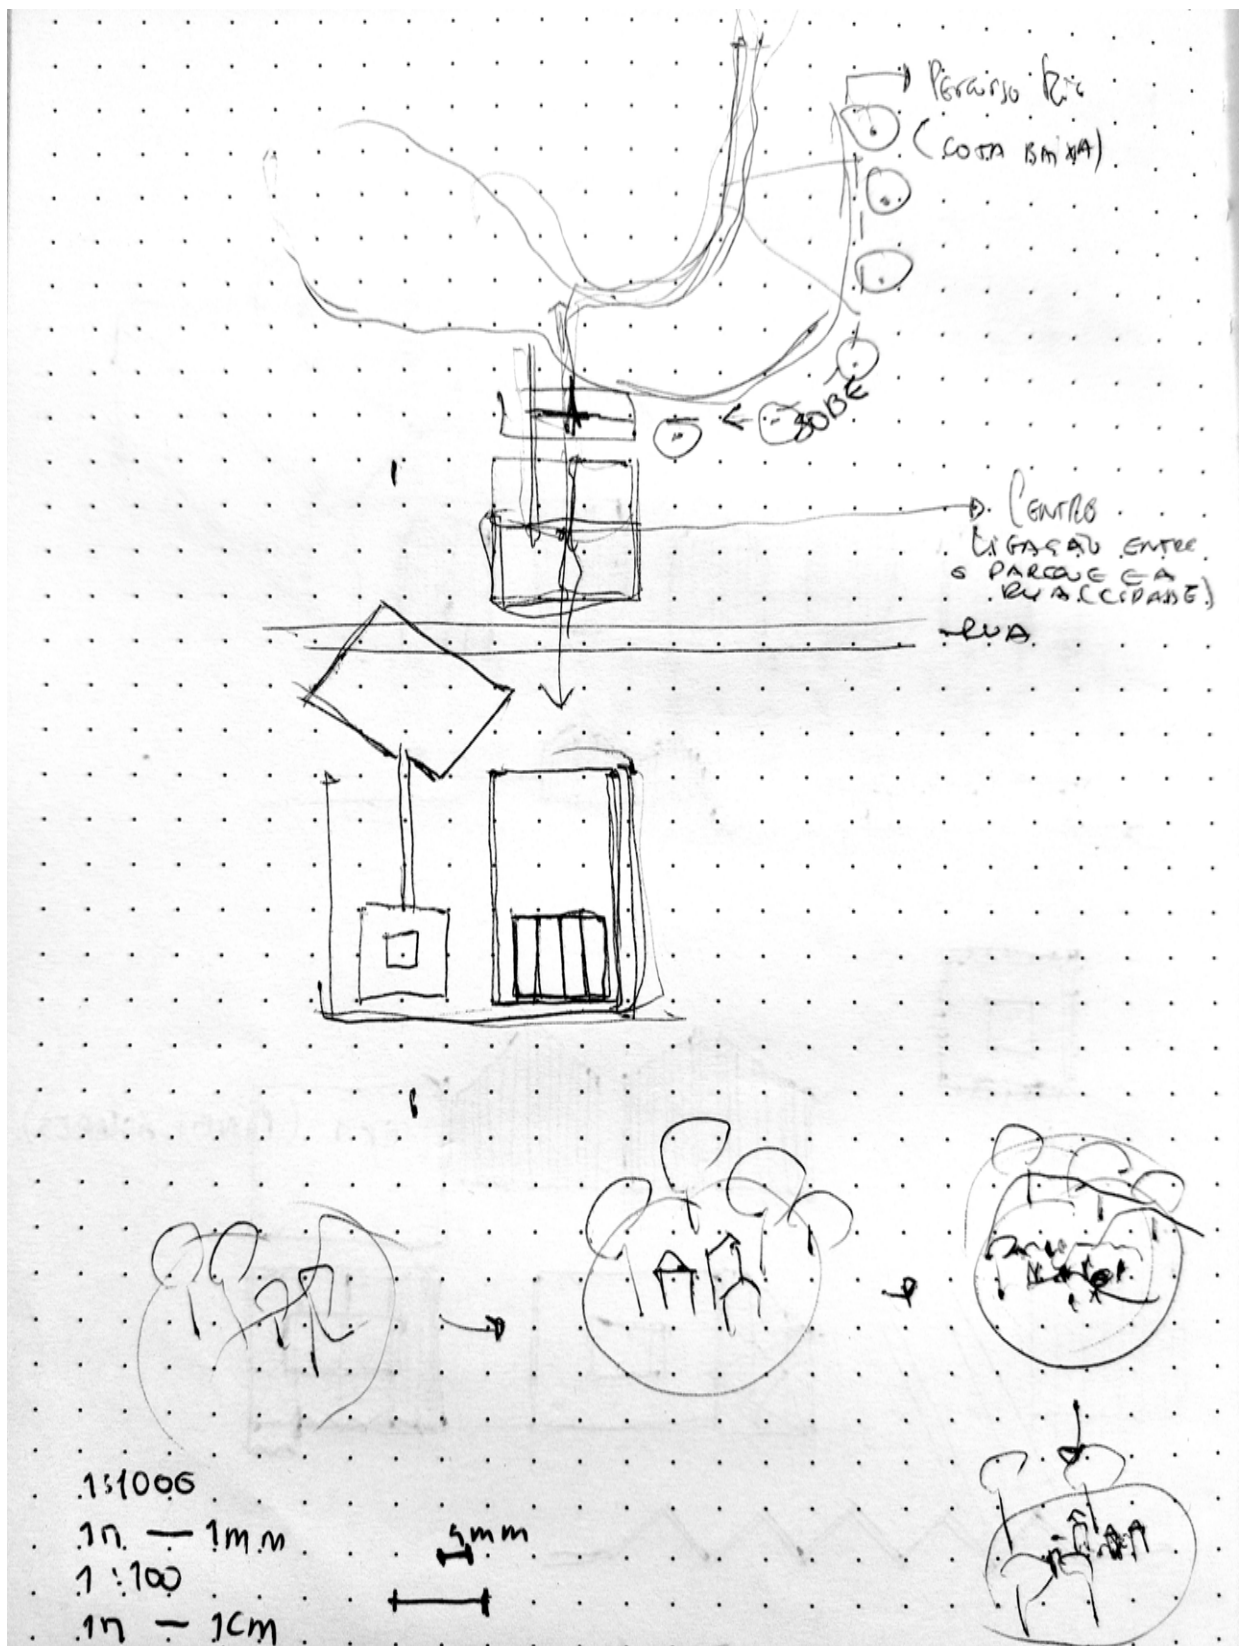 Percurso Rio
(COTA BAIXA)
SOBE
CENTRO
LIGAÇÃO ENTRE
O PARQUE E A
RUA (CIDADE)
RUA
1:1000
1m — 1mm
1:100
1m — 1cm